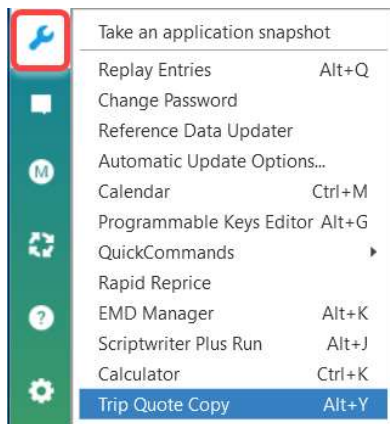 Take an application snapshot
Replay Entries Alt+Q
Change Password
Reference Data Updater
Automatic Update Options...
Calendar Ctrl+M
Programmable Keys Editor Alt+G
QuickCommands
Rapid Reprice
M
EMD Manager Alt+K
?
Scriptwriter Plus Run Alt+J
Calculator Ctrl+K
Trip Quote Copy Alt+Y